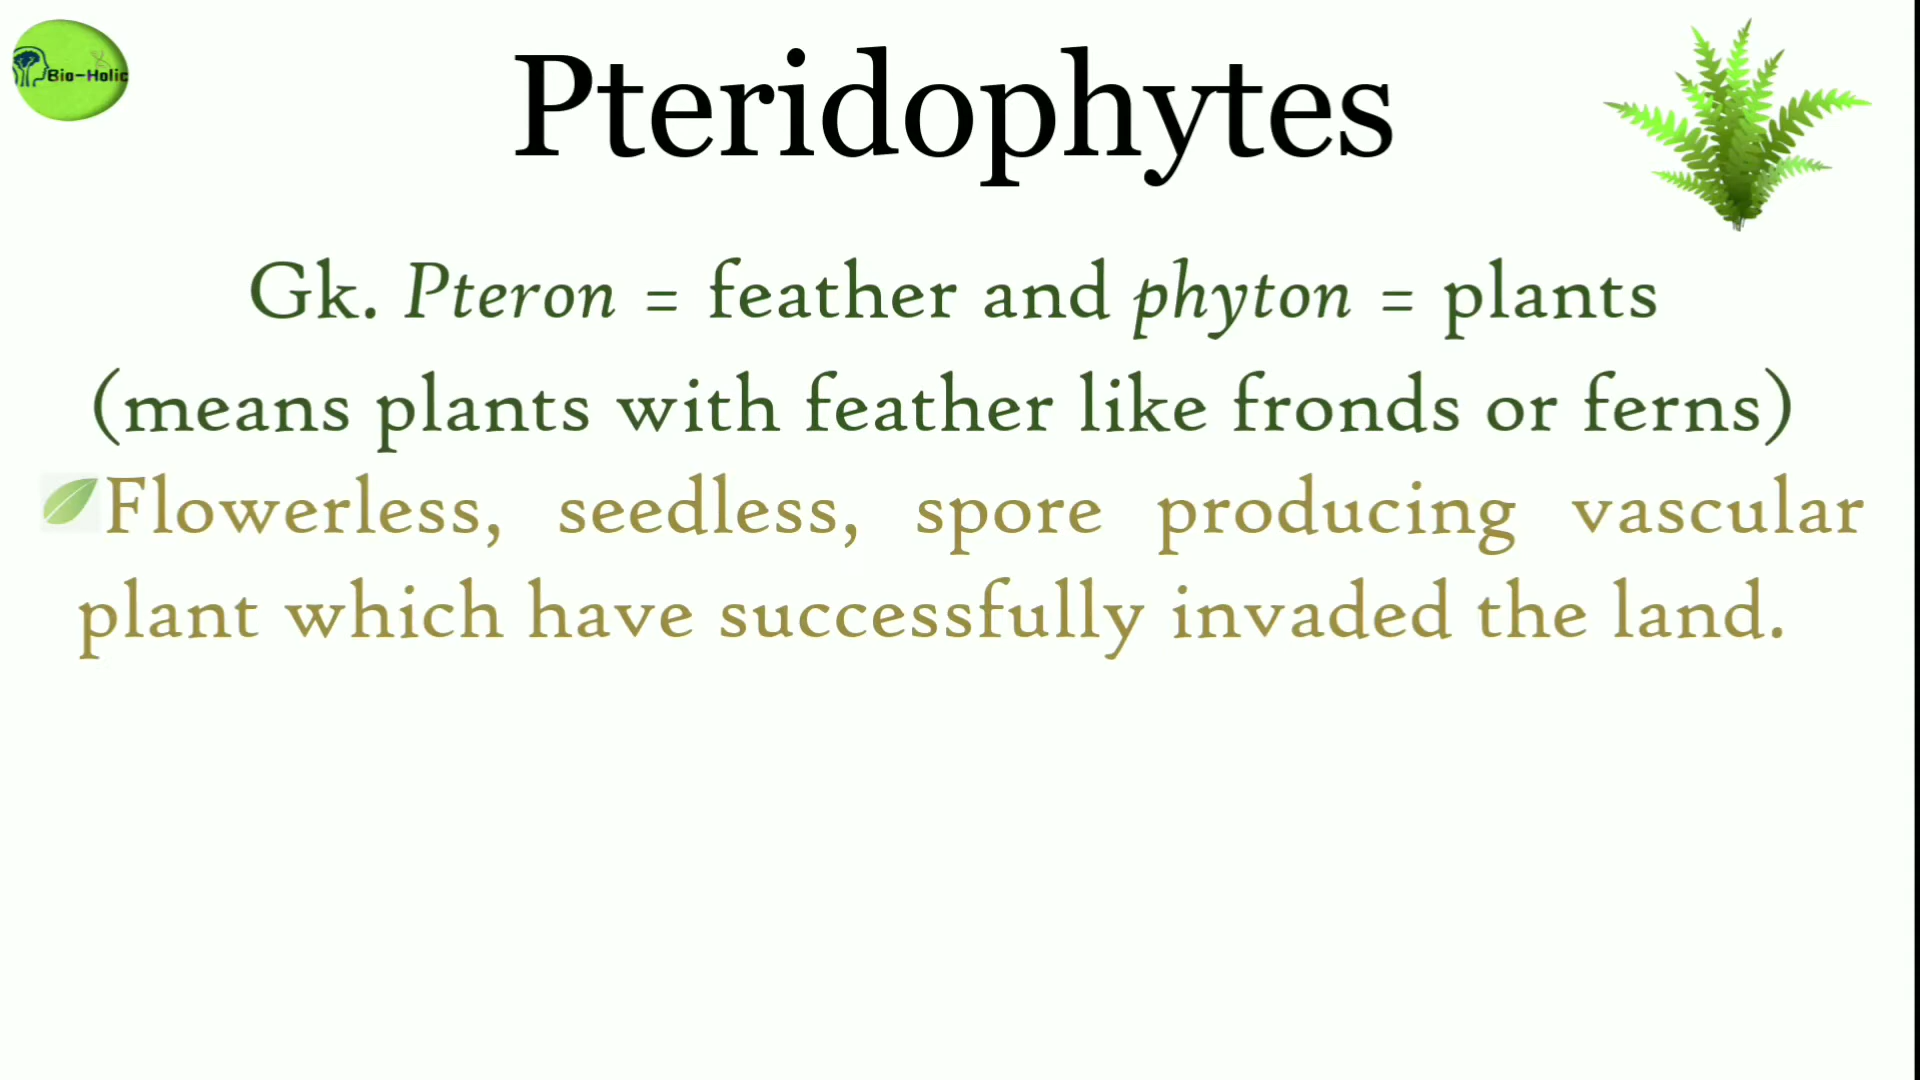 Bio-Holic
Pteridophytes
Gk. Pteron = feather and phyton = plants
(means plants with feather like fronds or ferns)
Flowerless, seedless, spore producing vascular
plant which have successfully invaded the land.